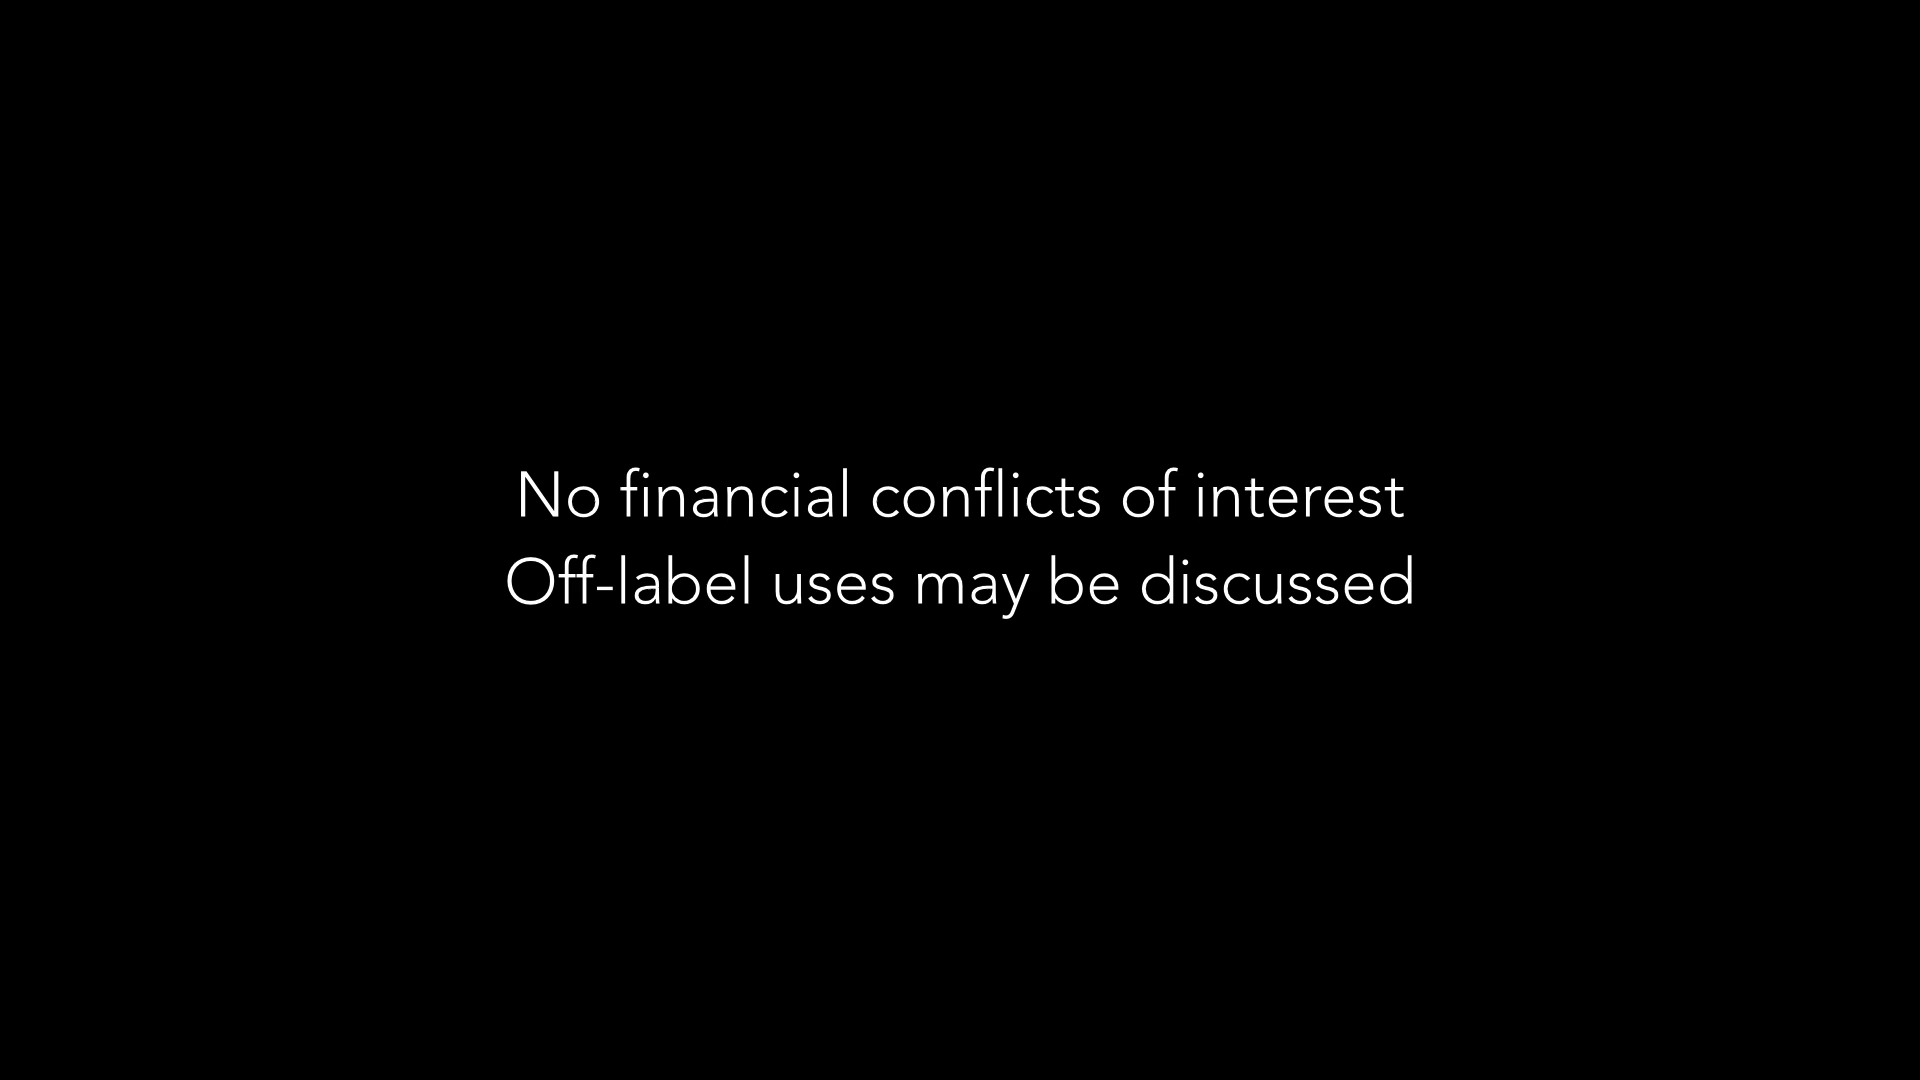 No financial conflicts of interest
Off-label uses may be discussed